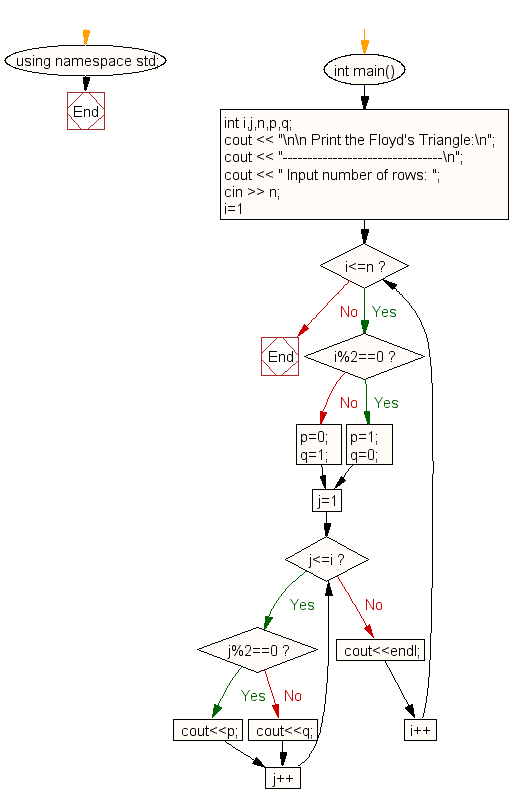 using namespace std;
End
int main()
int i,j,n,p,q;
cout << "\n\n Print the Floyd's Triangle:\n";
cout << "--------------------------------\n";
cout << " Input number of rows: ";
cin >> n;
i=1
i<=n ?
No
Yes
End
i%2==0 ?
No
Yes
p=0;
q=1;
p=1;
q=0;
j=1
j<=i ?
Yes
No
j%2==0 ?
cout<<endl;
Yes
No
cout<<p;
cout<<q;
i++
j++